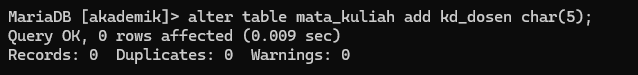 MariaDB [akademik]> alter table mata_kuliah add kd_dosen char(5);
Query OK, 0 rows affected (0.009 sec)
Records: 0  Duplicates: 0  Warnings: 0